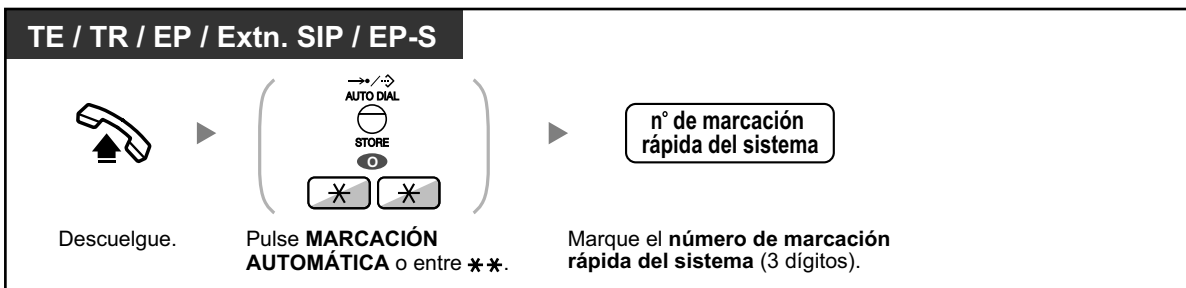 TE / TR / EP / Extn. SIP / EP-S
AUTO DIAL
STORE
O
n° de marcación
rápida del sistema
Descuelgue.
Pulse MARCACIÓN
AUTOMÁTICA o entre **.
Marque el número de marcación
rápida del sistema (3 dígitos).